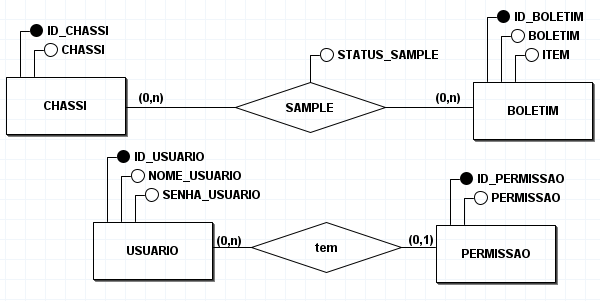 ID_CHASSI
CHASSI
CHASSI
(0,n)
STATUS_SAMPLE
SAMPLE
(0,n)
ID_BOLETIM
BOLETIM
ITEM
BOLETIM
ID_USUARIO
NOME_USUARIO
SENHA_USUARIO
USUARIO
(0,n)
tem
(0,1)
ID_PERMISSAO
PERMISSAO
PERMISSAO